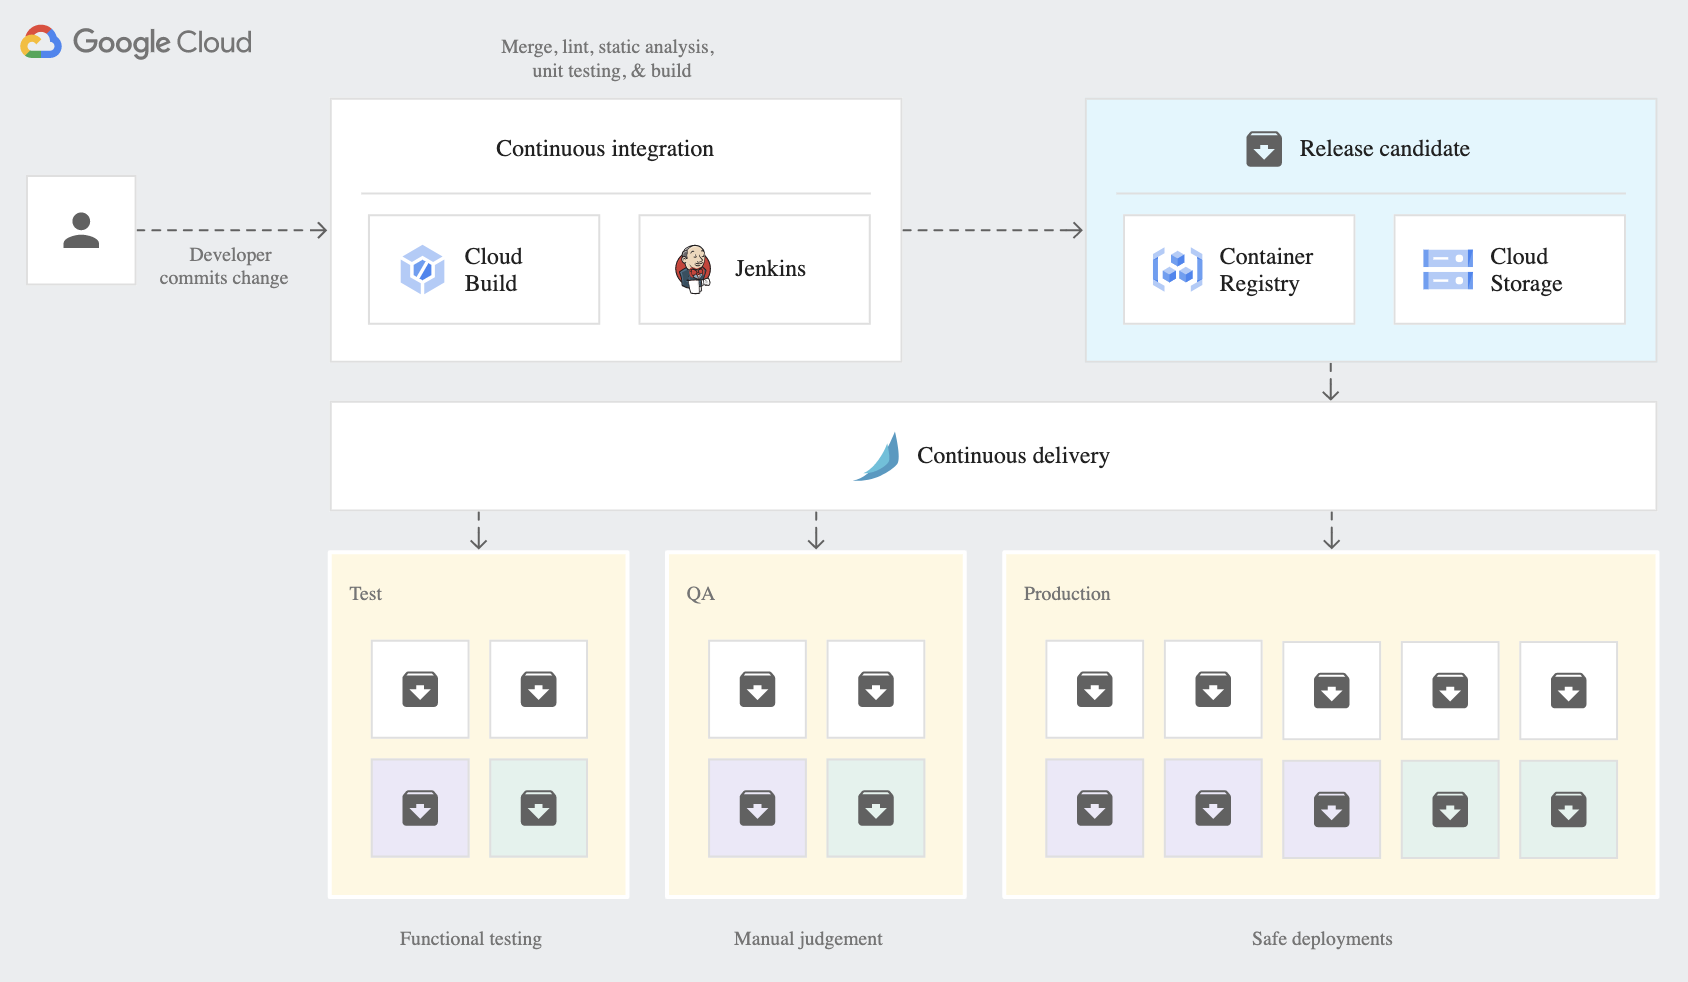 Google Cloud
Merge, lint, static analysis,
unit testing, & build
Continuous integration
Release candidate
Cloud
Build
Jenkins
Container
Registry
Cloud
Storage
Developer
commits change
Continuous delivery
Test
QA
Production
Functional testing
Manual judgement
Safe deployments